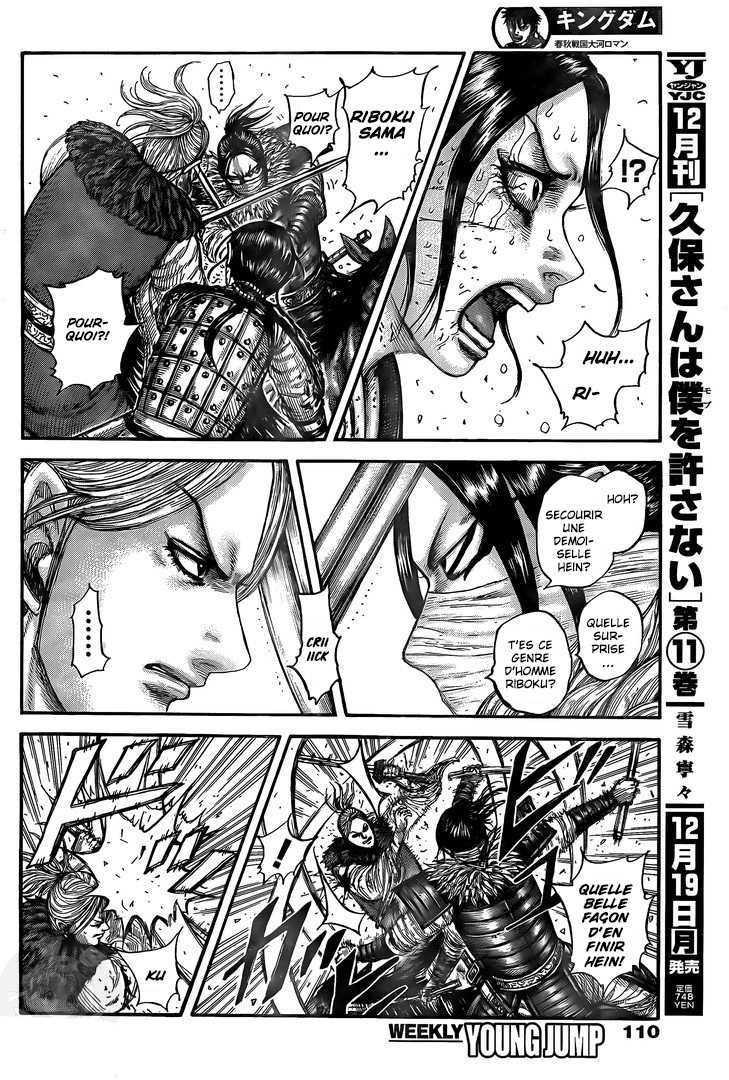 キングダム
春秋戦国大河ロマン
!?
HUH...
RI-
RIBOKU
SAMA
...
POUR
QUOI?
......
POUR-
QUOI?!
HOH?
SECOURIR
UNE
DEMOI-
SELLE
HEIN?
QUELLE
SUR-
PRISE
...
T'ES CE
GENRE
D'HOMME
RIBOKU?
CRII
IICK
......
QUELLE
BELLE
FAÇON
D'EN
FINIR
HEIN!
!
KU
YJ
ヤンジャン
YJC
12月刊
[久保さんは僕を許さない]
モブ
第⑪巻
雪森寧々
12月19日月
発売
定価
748
YEN
WEEKLY YOUNG JUMP 110